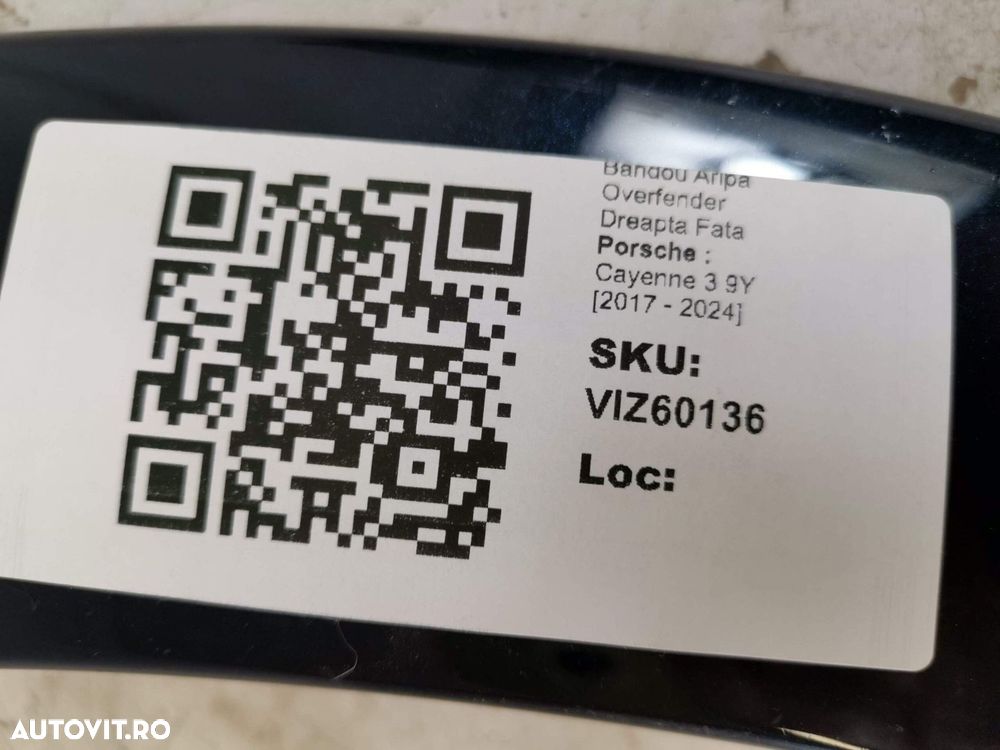 Bandou Aripa
Overfender
Dreapta Fata
Porsche :
Cayenne 3 9Y
[2017 - 2024]
SKU:
VIZ60136
Loc:
AUTOVIT.RO